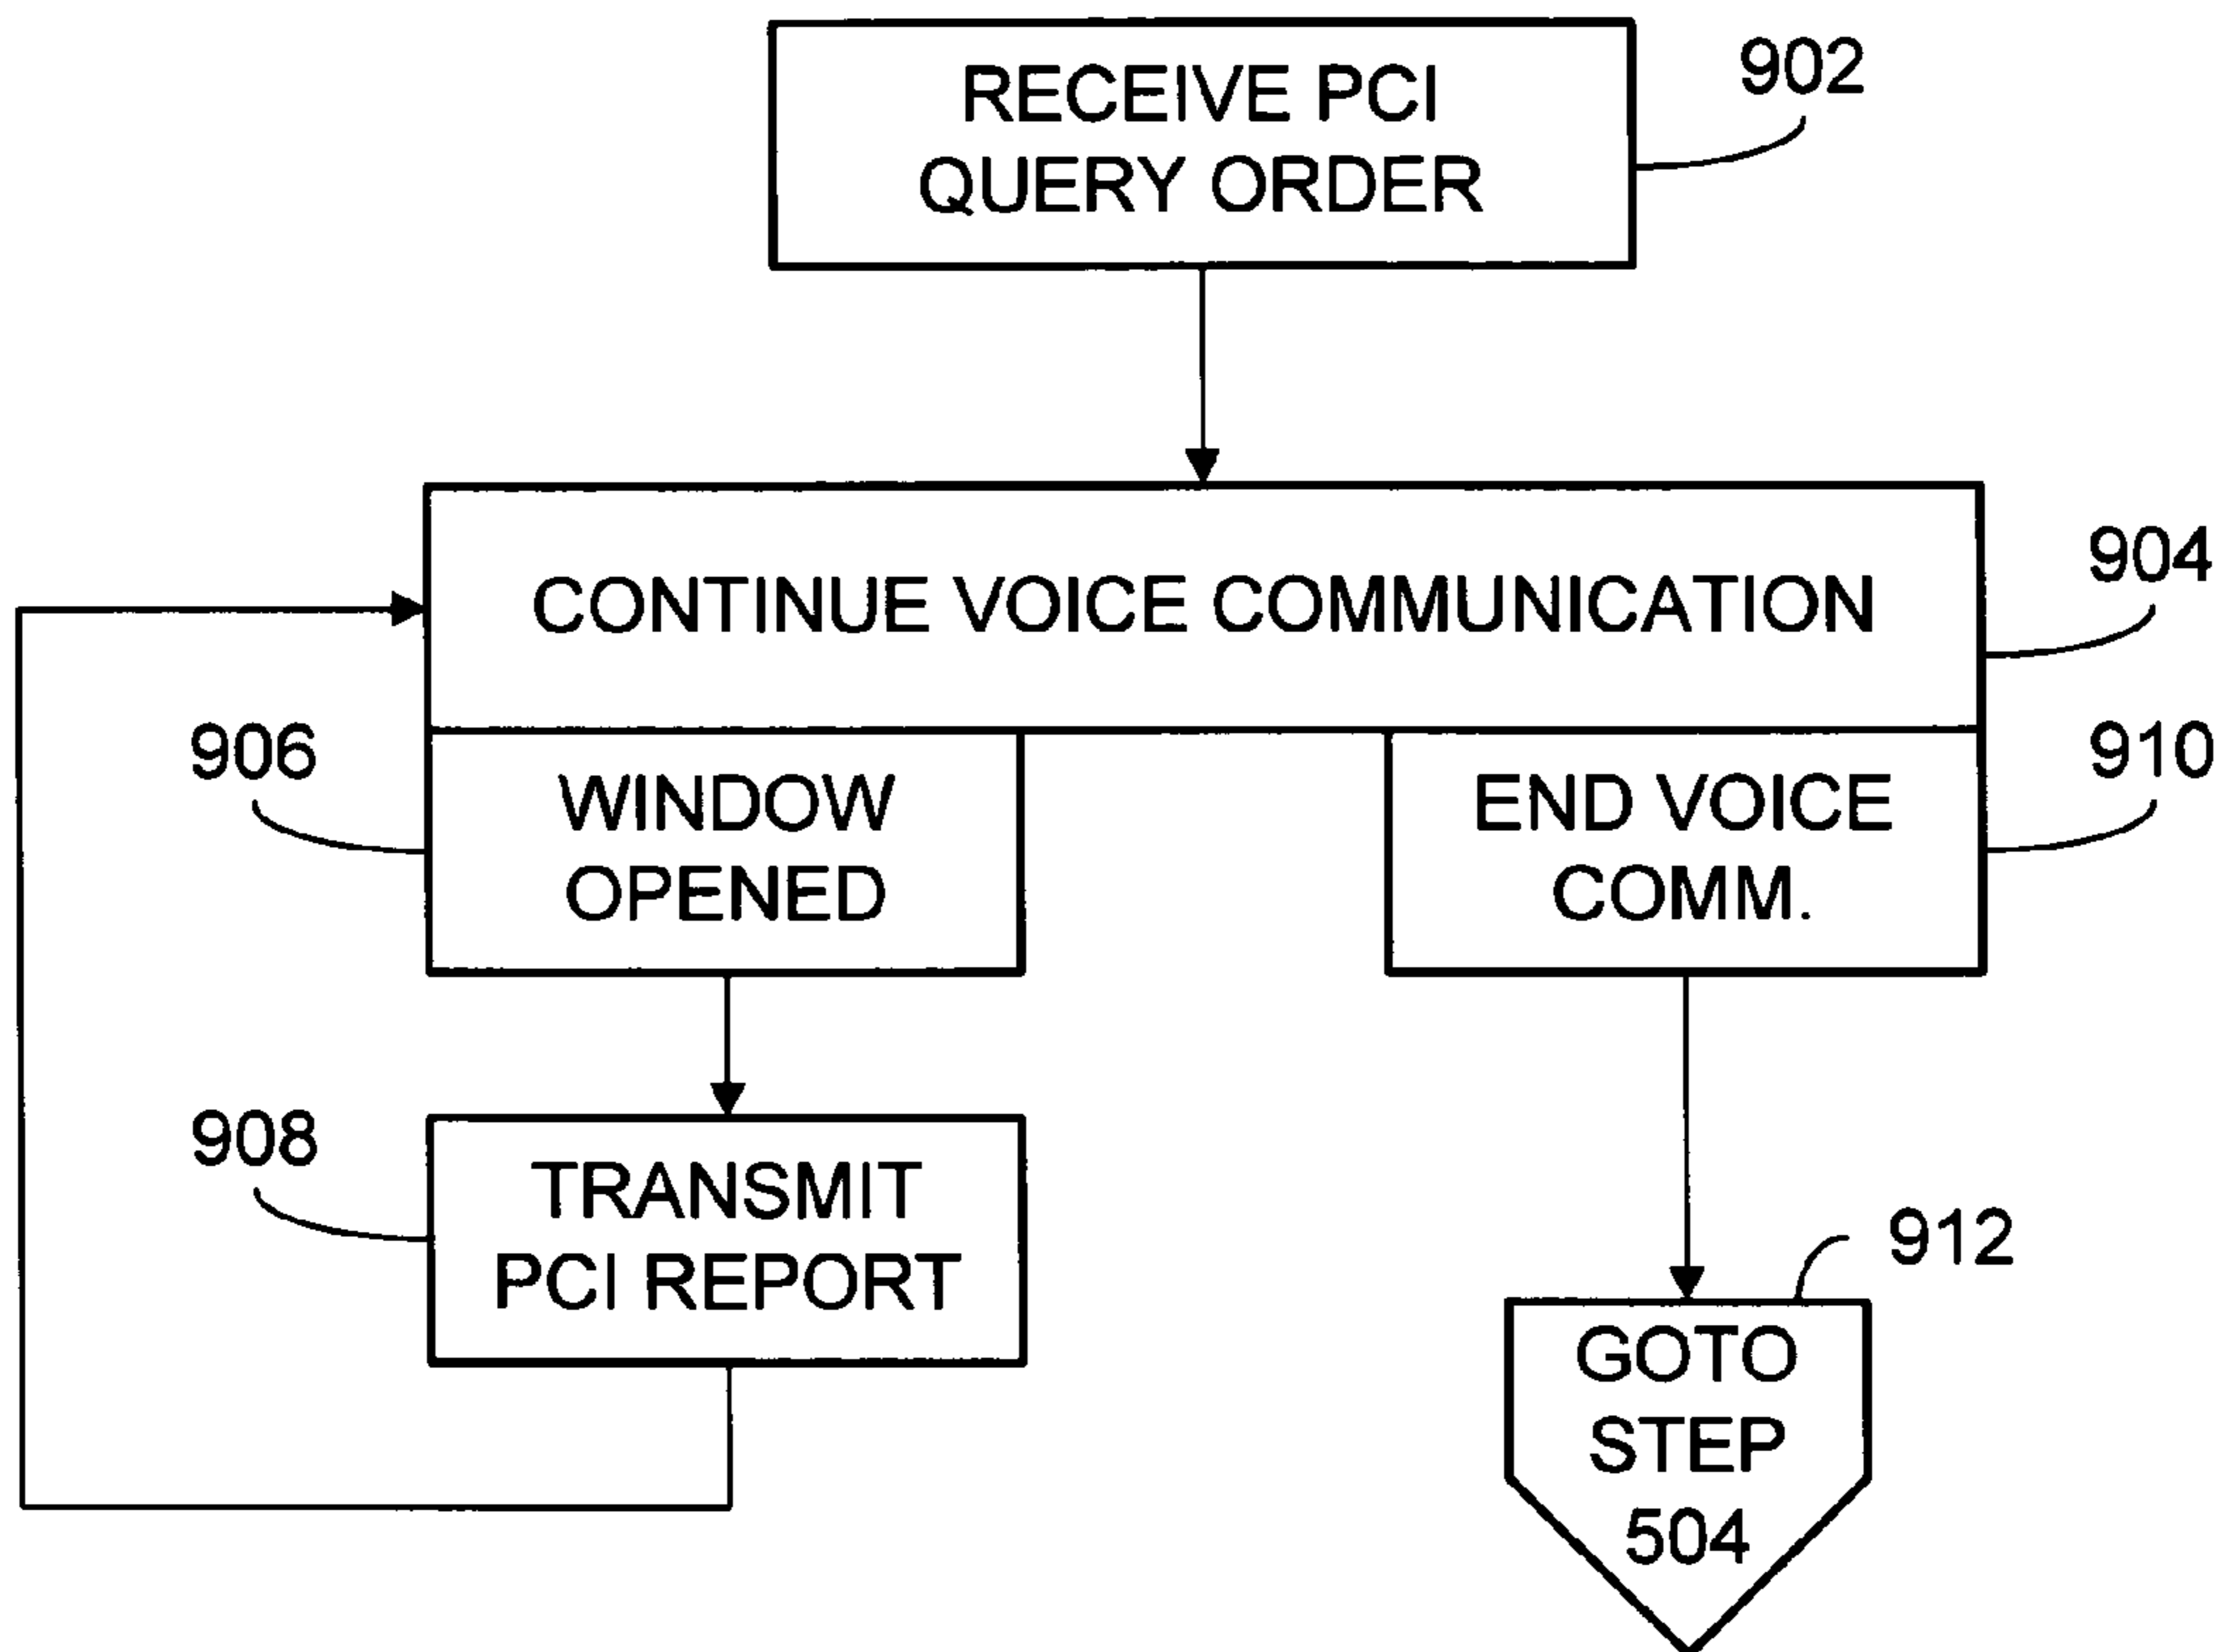 RECEIVE PCI
QUERY ORDER
902
CONTINUE VOICE COMMUNICATION
904
906
WINDOW
OPENED
END VOICE
COMM.
910
908
TRANSMIT
PCI REPORT
912
GOTO
STEP
504